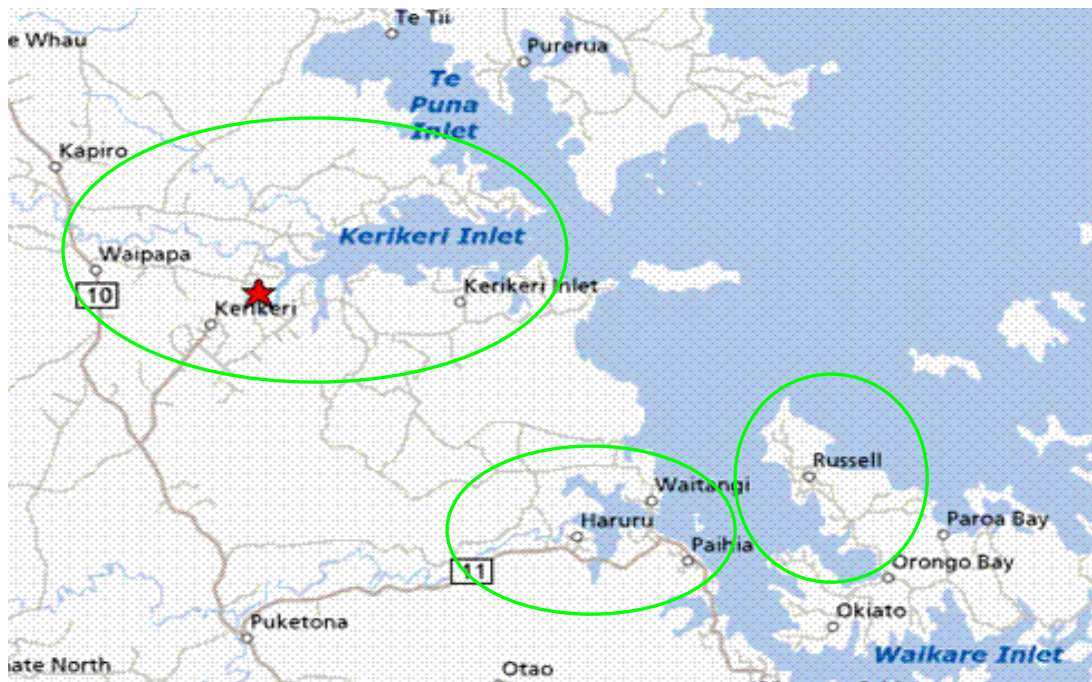 Te Tii
e Whau
Purerua
Te
Puna
Inlet
Kapiro
Kerikeri Inlet
Waipapa
10
Kerikeri Inlet
Kerikeri
Russell
Waitangi
Haruru
Paroa Bay
Paihia
Orongo Bay
11
Okiato
Puketona
Waikare Inlet
ate North
Otao